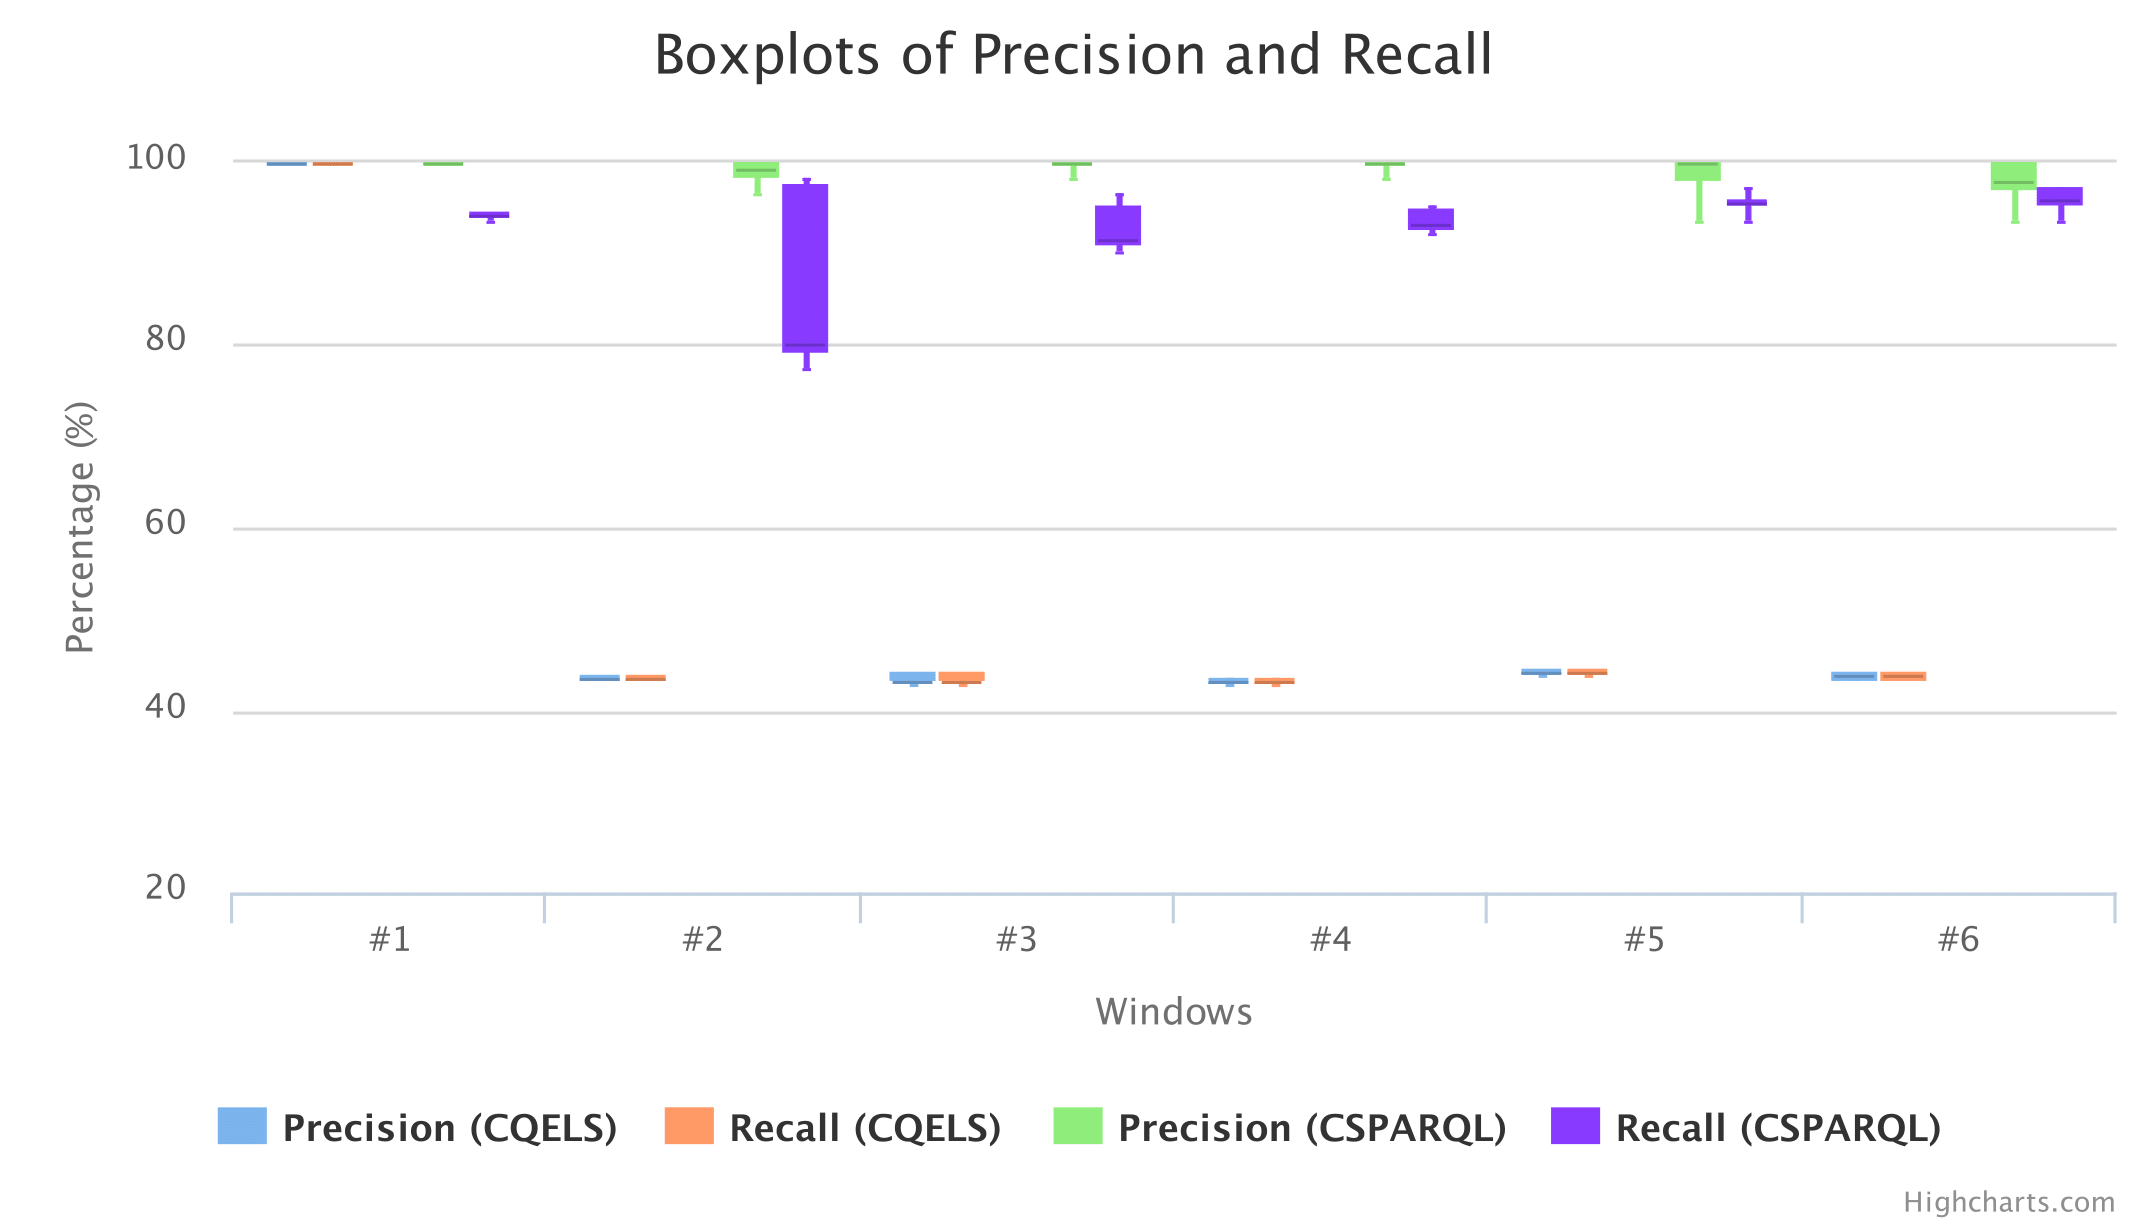 Boxplots of Precision and Recall
100
80
60
40
20
Percentage (%)
#1 #2 #3 #4 #5 #6
Windows
Precision (CQELS) Recall (CQELS) Precision (CSPARQL) Recall (CSPARQL)
Highcharts.com